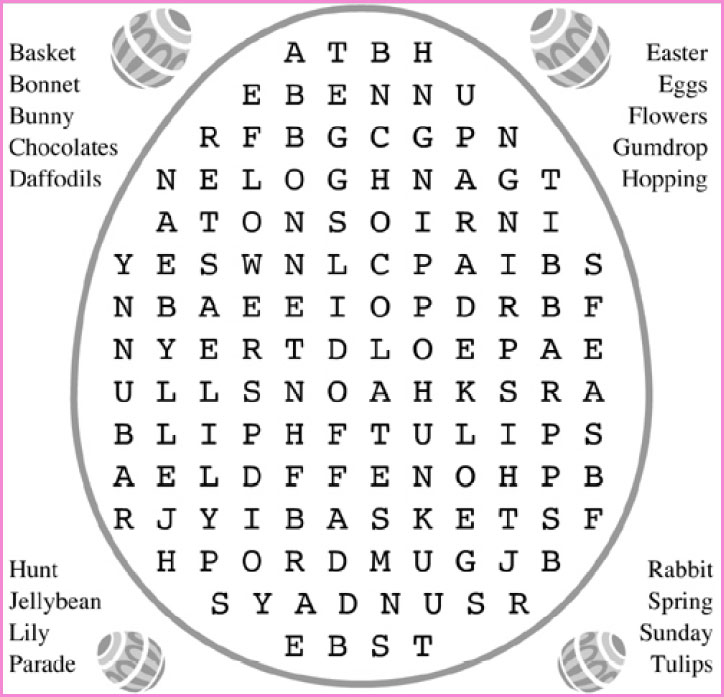 Basket
Bonnet
Bunny
Chocolates
Daffodils
Easter
Eggs
Flowers
Gumdrop
Hopping
A T B H
E B E N N U
R F B G C G P N
N E L O G H N A G T
A T O N S O I R N I
Y E S W N L C P A I B S
N B A E E I O P D R B F
N Y E R T D L O E P A E
U L L S N O A H K S R A
B L I P H F T U L I P S
A E L D F F E N O H P B
R J Y I B A S K E T S F
H P O R D M U G J B
S Y A D N U S R
E B S T
Hunt
Jellybean
Lily
Parade
Rabbit
Spring
Sunday
Tulips